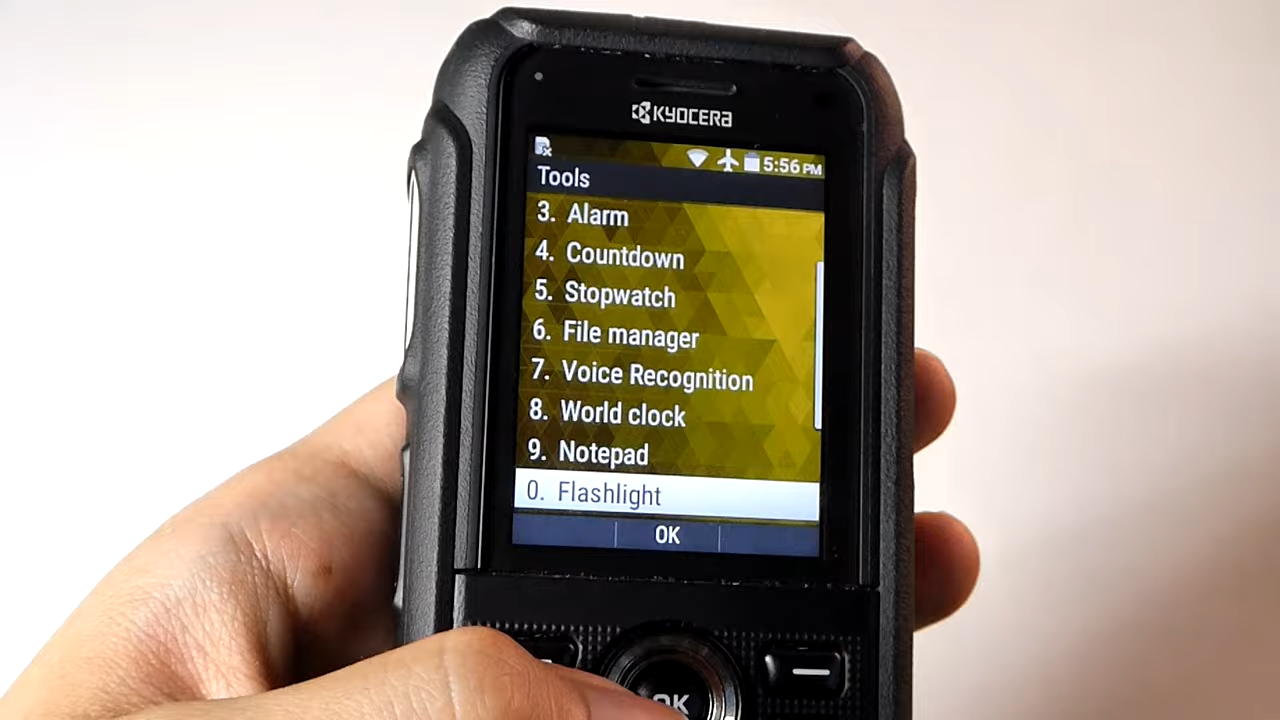 KYOCERA
5:56 PM
Tools
3. Alarm
4. Countdown
5. Stopwatch
6. File manager
7. Voice Recognition
8. World clock
9. Notepad
0. Flashlight
OK
OK